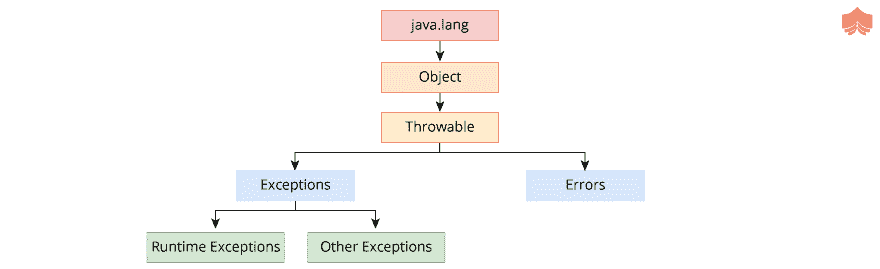 java.lang
Object
Throwable
Exceptions
Errors
Runtime Exceptions
Other Exceptions